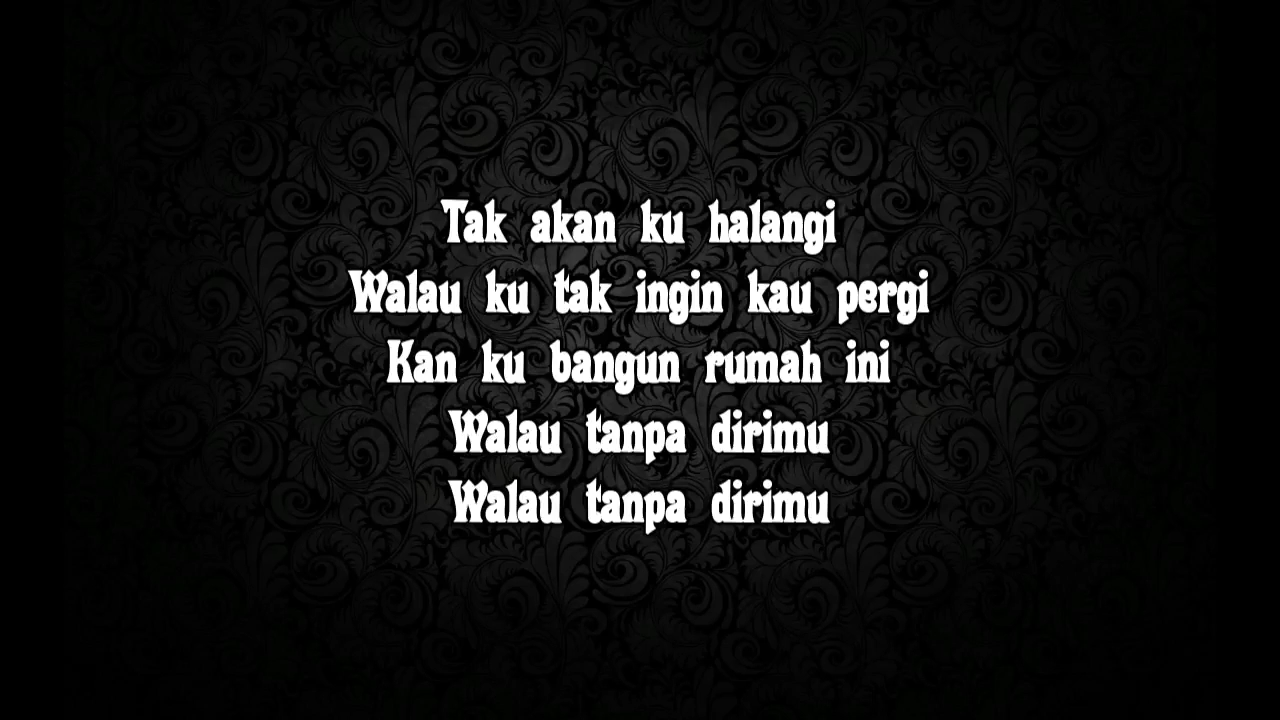 Tak akan ku halangi
Walau ku tak ingin kau pergi
Kan ku bangun rumah ini
Walau tanpa dirimu
Walau tanpa dirimu